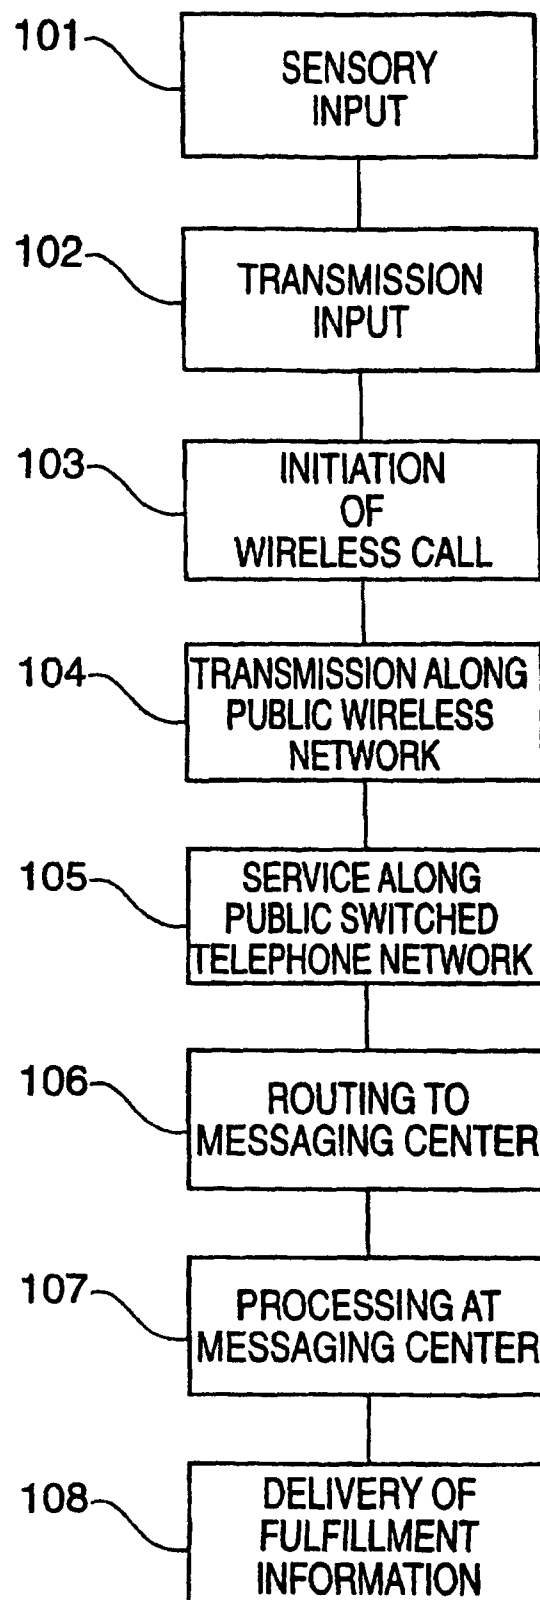 101
SENSORY
INPUT
102
TRANSMISSION
INPUT
103
INITIATION
OF
WIRELESS CALL
104
TRANSMISSION ALONG
PUBLIC WIRELESS
NETWORK
105
SERVICE ALONG
PUBLIC SWITCHED
TELEPHONE NETWORK
106
ROUTING TO
MESSAGING CENTER
107
PROCESSING AT
MESSAGING CENTER
108
DELIVERY OF
FULFILLMENT
INFORMATION